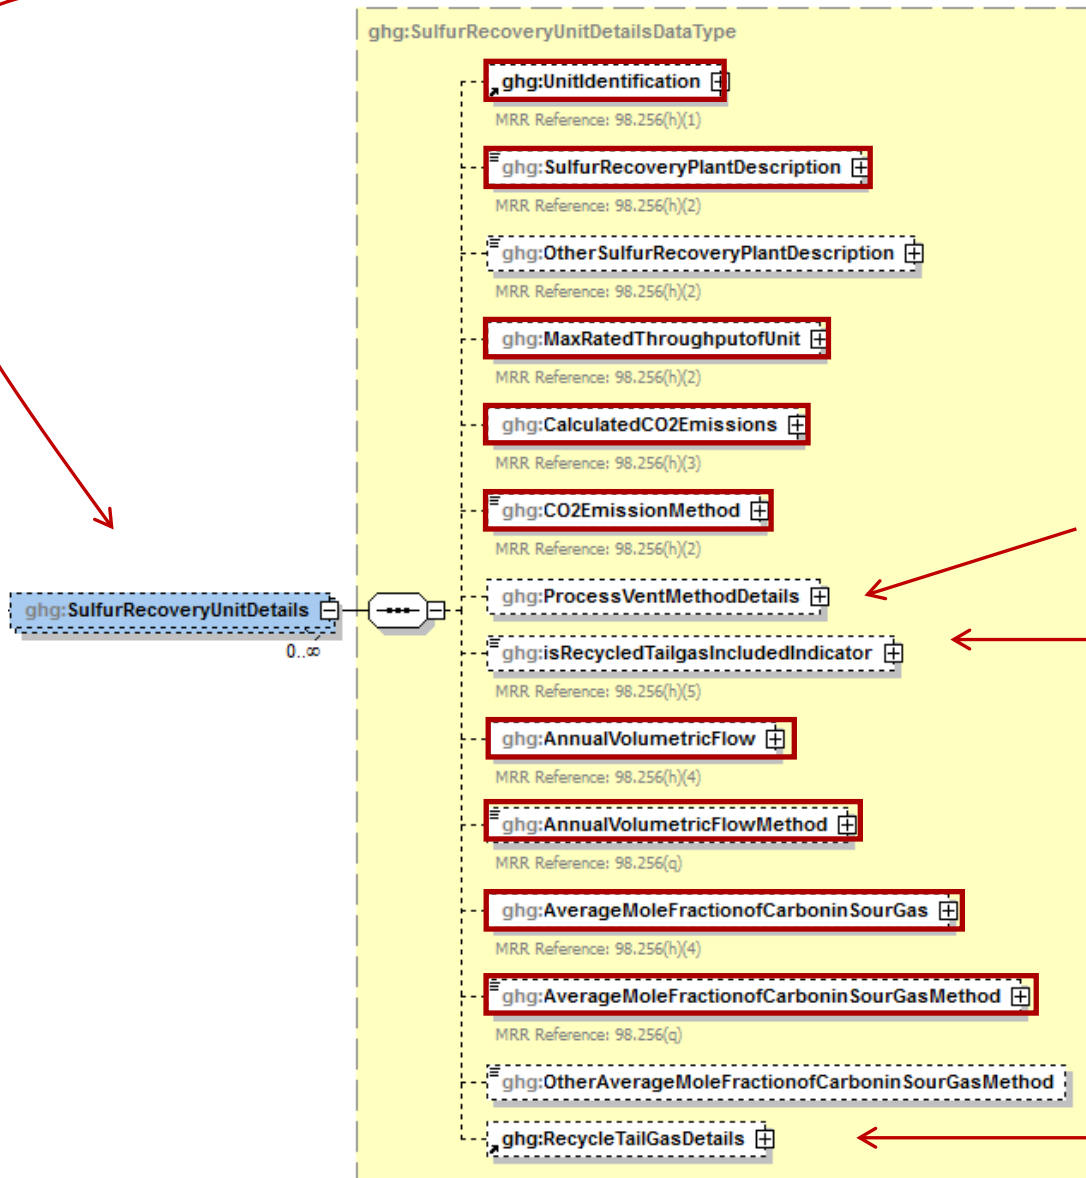 ghg:SulfurRecoveryUnitDetailsDataType
ghg:UnitIdentification
MRR Reference: 98.256(h)(1)
ghg:SulfurRecoveryPlantDescription
MRR Reference: 98.256(h)(2)
ghg:OtherSulfurRecoveryPlantDescription
MRR Reference: 98.256(h)(2)
ghg:MaxRatedThroughputofUnit
MRR Reference: 98.256(h)(2)
ghg:CalculatedCO2Emissions
MRR Reference: 98.256(h)(3)
ghg:CO2EmissionMethod
MRR Reference: 98.256(h)(2)
ghg:ProcessVentMethodDetails
ghg:SulfurRecoveryUnitDetails
0..∞
ghg:isRecycledTailgasIncludedIndicator
MRR Reference: 98.256(h)(5)
ghg:AnnualVolumetricFlow
MRR Reference: 98.256(h)(4)
ghg:AnnualVolumetricFlowMethod
MRR Reference: 98.256(q)
ghg:AverageMoleFractionofCarboninSourGas
MRR Reference: 98.256(h)(4)
ghg:AverageMoleFractionofCarboninSourGasMethod
MRR Reference: 98.256(q)
ghg:OtherAverageMoleFractionofCarboninSourGasMethod
ghg:RecycleTailGasDetails